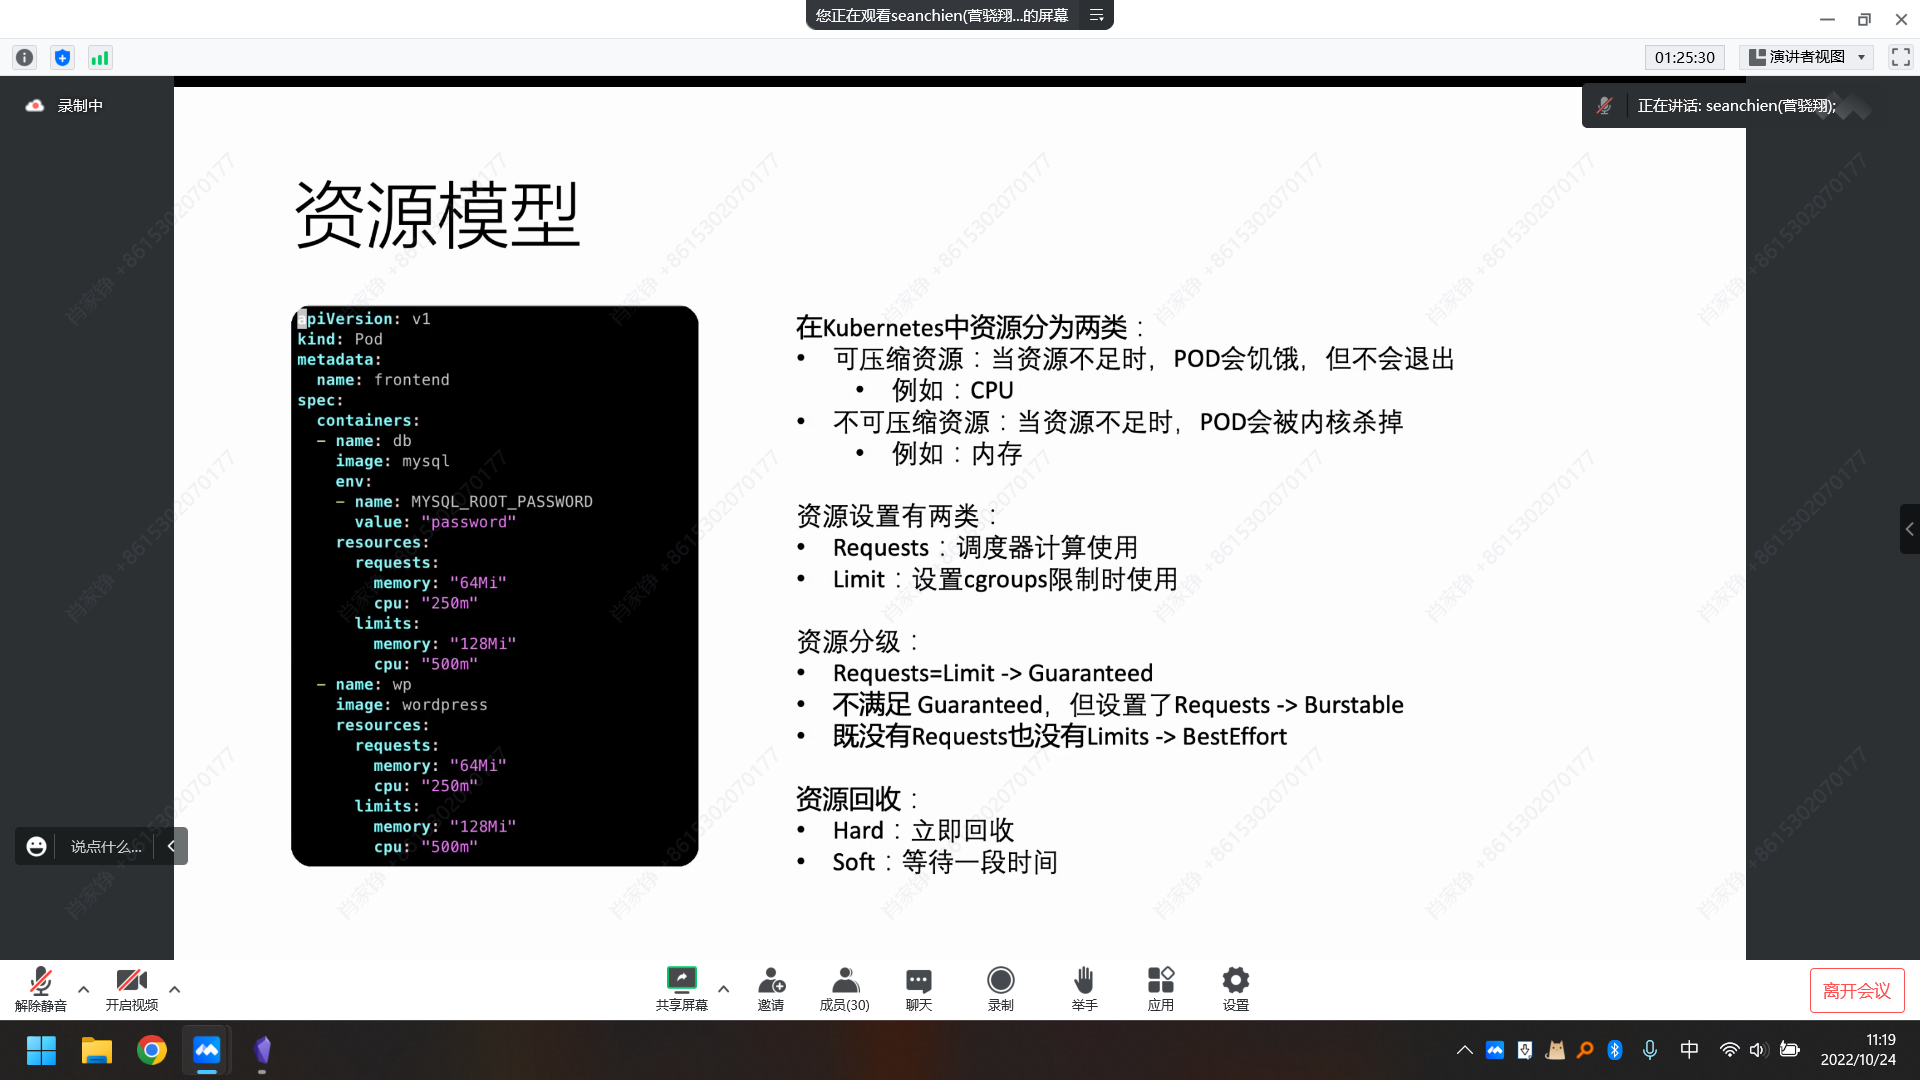 您正在观看seanchien(菅骁翔...的屏幕
01:25:30
演讲者视图
录制中
正在讲话: seanchien(菅骁翔);
资源模型
apiVersion: v1
kind: Pod
metadata:
  name: frontend
spec:
  containers:
  - name: db
    image: mysql
    env:
    - name: MYSQL_ROOT_PASSWORD
      value: "password"
    resources:
      requests:
        memory: "64Mi"
        cpu: "250m"
      limits:
        memory: "128Mi"
        cpu: "500m"
  - name: wp
    image: wordpress
    resources:
      requests:
        memory: "64Mi"
        cpu: "250m"
      limits:
        memory: "128Mi"
        cpu: "500m"
在Kubernetes中资源分为两类：
• 可压缩资源：当资源不足时，POD会饥饿，但不会退出
• 例如：CPU
• 不可压缩资源：当资源不足时，POD会被内核杀掉
• 例如：内存
资源设置有两类：
• Requests：调度器计算使用
• Limit：设置cgroups限制时使用
资源分级：
• Requests=Limit -> Guaranteed
• 不满足 Guaranteed，但设置了Requests -> Burstable
• 既没有Requests也没有Limits -> BestEffort
资源回收：
• Hard：立即回收
• Soft：等待一段时间
肖家铮 +8615302070177
说点什么...
解除静音
开启视频
共享屏幕
邀请
成员(30)
聊天
录制
举手
应用
设置
离开会议
中
11:19
2022/10/24